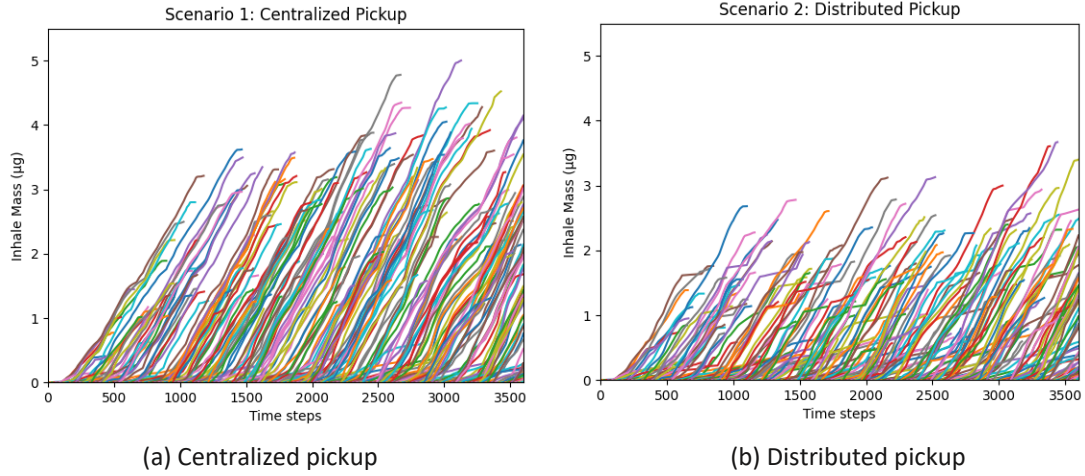 Scenario 1: Centralized Pickup
Inhale Mass (µg)
5
4
3
2
1
0
0 500 1000 1500 2000 2500 3000 3500
Time steps
(a) Centralized pickup
Scenario 2: Distributed Pickup
Inhale Mass (µg)
5
4
3
2
1
0
0 500 1000 1500 2000 2500 3000 3500
Time steps
(b) Distributed pickup